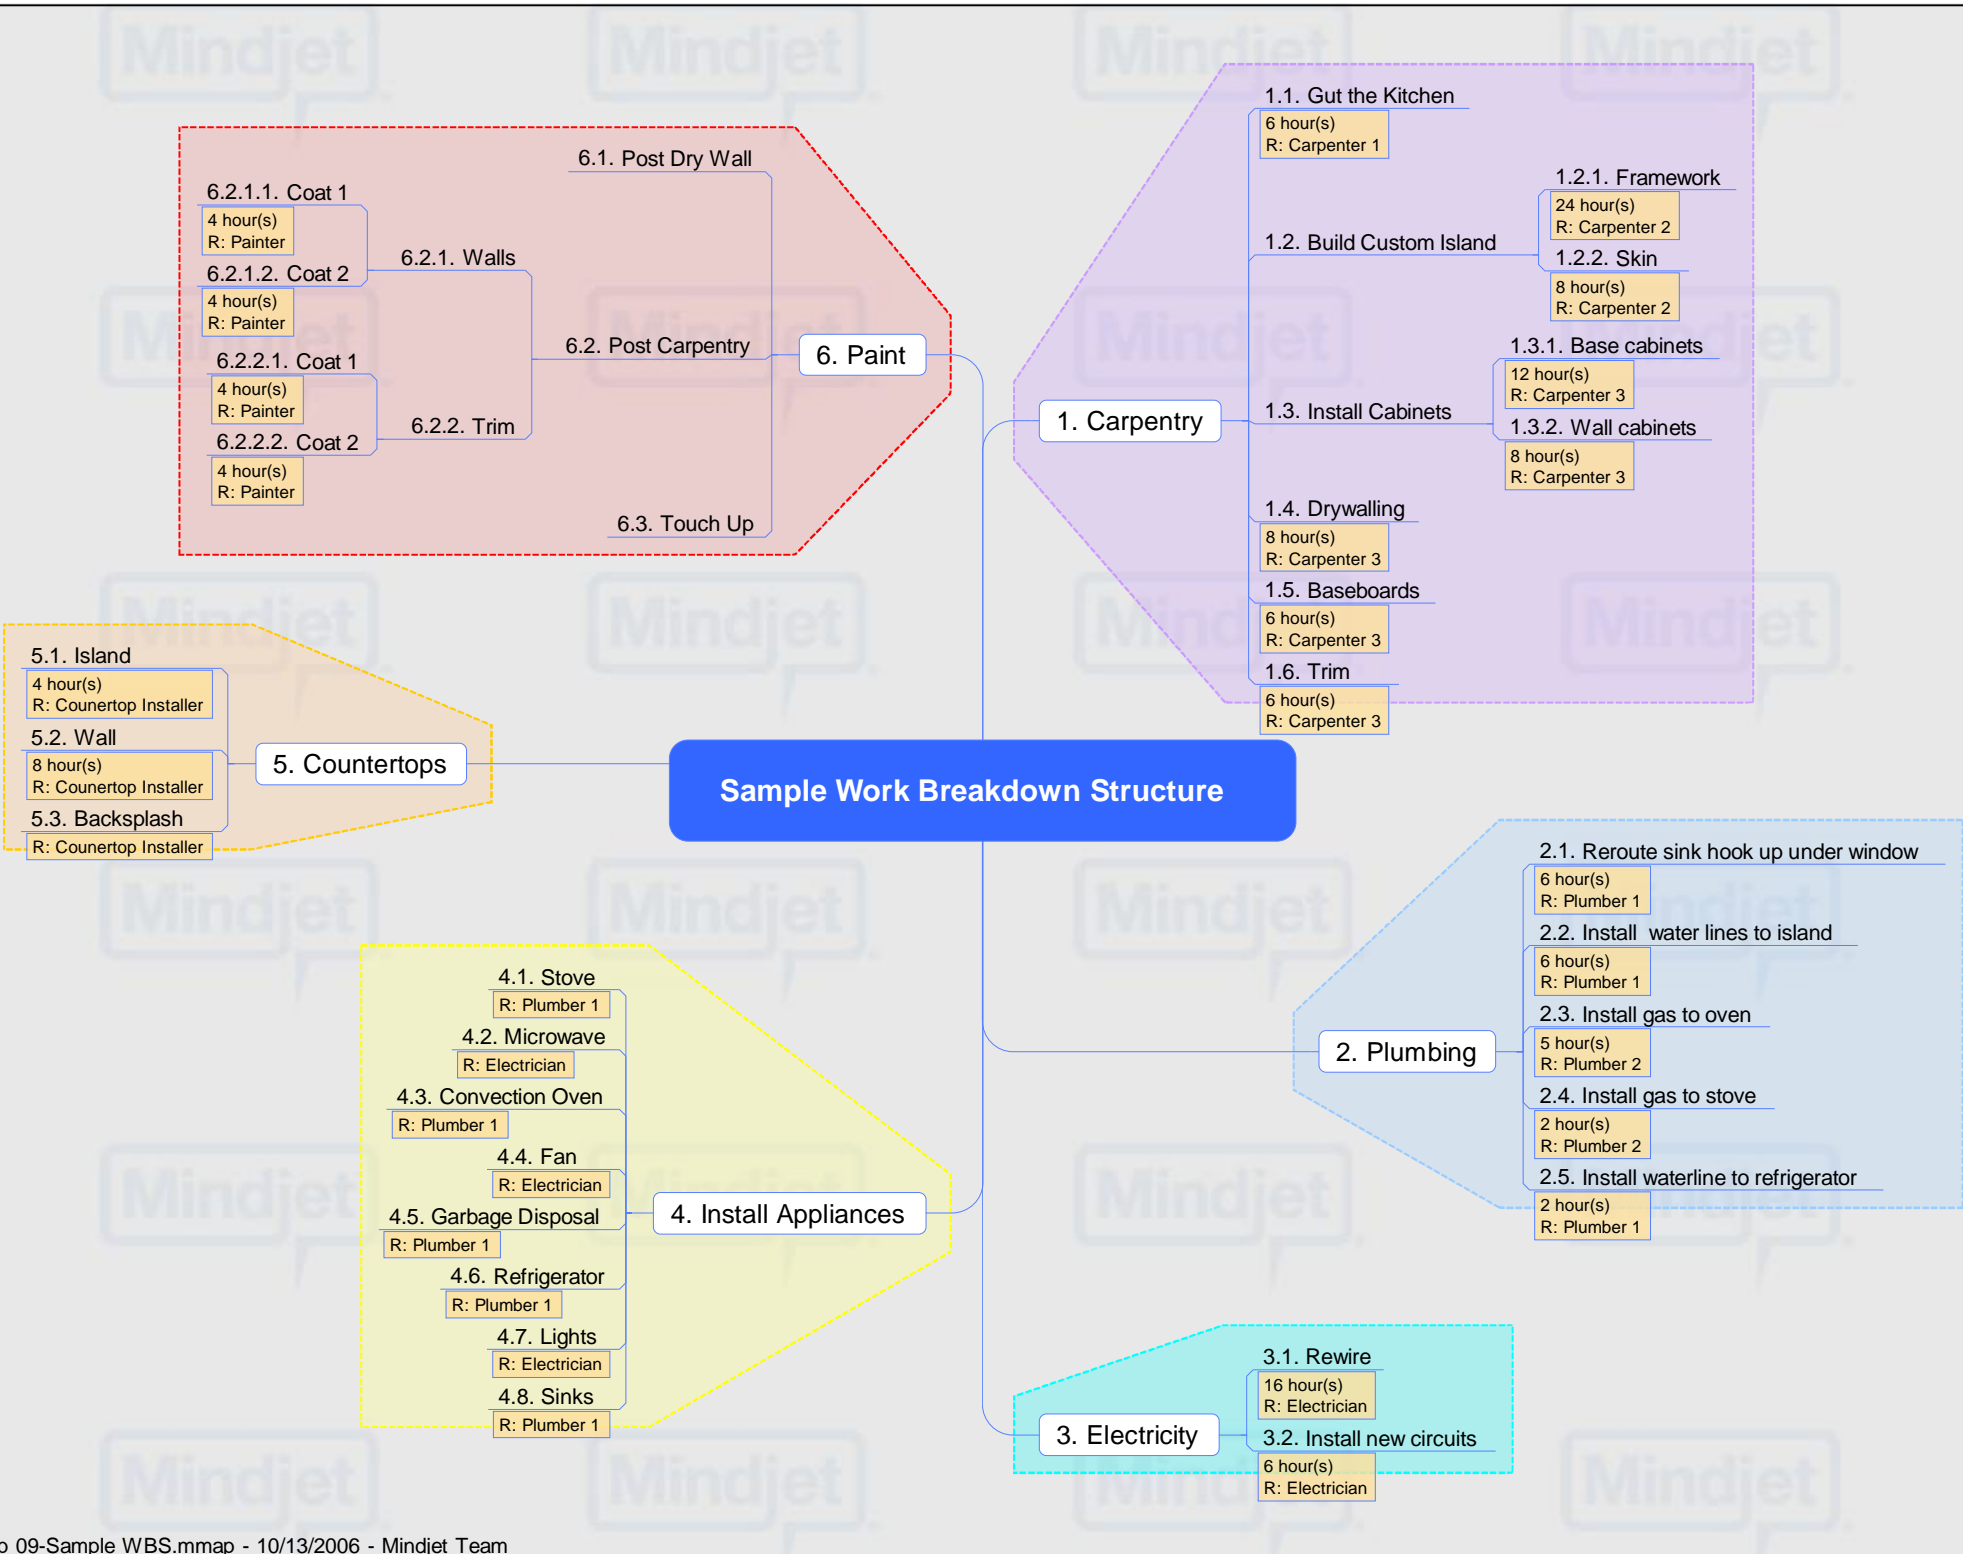 Sample Work Breakdown Structure
1. Carpentry
1.1. Gut the Kitchen
6 hour(s)
R: Carpenter 1
1.2. Build Custom Island
1.2.1. Framework
24 hour(s)
R: Carpenter 2
1.2.2. Skin
8 hour(s)
R: Carpenter 2
1.3. Install Cabinets
1.3.1. Base cabinets
12 hour(s)
R: Carpenter 3
1.3.2. Wall cabinets
8 hour(s)
R: Carpenter 3
1.4. Drywalling
8 hour(s)
R: Carpenter 3
1.5. Baseboards
6 hour(s)
R: Carpenter 3
1.6. Trim
6 hour(s)
R: Carpenter 3
2. Plumbing
2.1. Reroute sink hook up under window
6 hour(s)
R: Plumber 1
2.2. Install  water lines to island
6 hour(s)
R: Plumber 1
2.3. Install gas to oven
5 hour(s)
R: Plumber 2
2.4. Install gas to stove
2 hour(s)
R: Plumber 2
2.5. Install waterline to refrigerator
2 hour(s)
R: Plumber 1
3. Electricity
3.1. Rewire
16 hour(s)
R: Electrician
3.2. Install new circuits
6 hour(s)
R: Electrician
4. Install Appliances
4.1. Stove
R: Plumber 1
4.2. Microwave
R: Electrician
4.3. Convection Oven
R: Plumber 1
4.4. Fan
R: Electrician
4.5. Garbage Disposal
R: Plumber 1
4.6. Refrigerator
R: Plumber 1
4.7. Lights
R: Electrician
4.8. Sinks
R: Plumber 1
5. Countertops
5.1. Island
4 hour(s)
R: Counertop Installer
5.2. Wall
8 hour(s)
R: Counertop Installer
5.3. Backsplash
R: Counertop Installer
6. Paint
6.1. Post Dry Wall
6.2. Post Carpentry
6.2.1. Walls
6.2.1.1. Coat 1
4 hour(s)
R: Painter
6.2.1.2. Coat 2
4 hour(s)
R: Painter
6.2.2. Trim
6.2.2.1. Coat 1
4 hour(s)
R: Painter
6.2.2.2. Coat 2
4 hour(s)
R: Painter
6.3. Touch Up
09-Sample WBS.mmap - 10/13/2006 - Mindjet Team
Mindjet